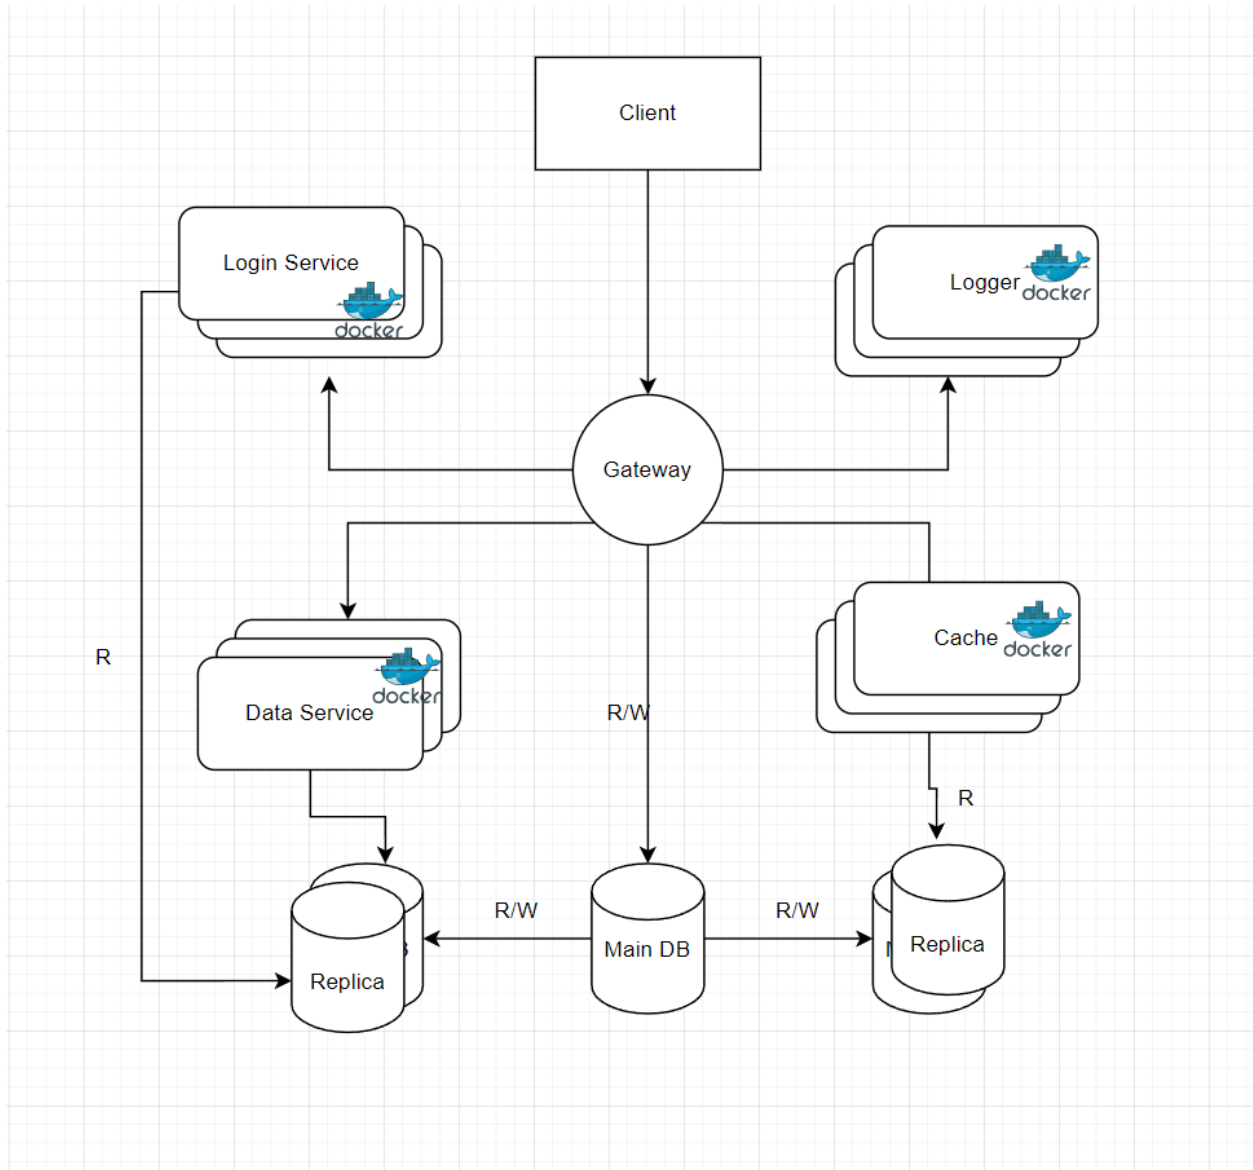 Client
Login Service
docker
Logger
docker
Gateway
R
Data Service
docker
R/W
Cache
docker
R
R/W
R/W
Replica
Main DB
Replica